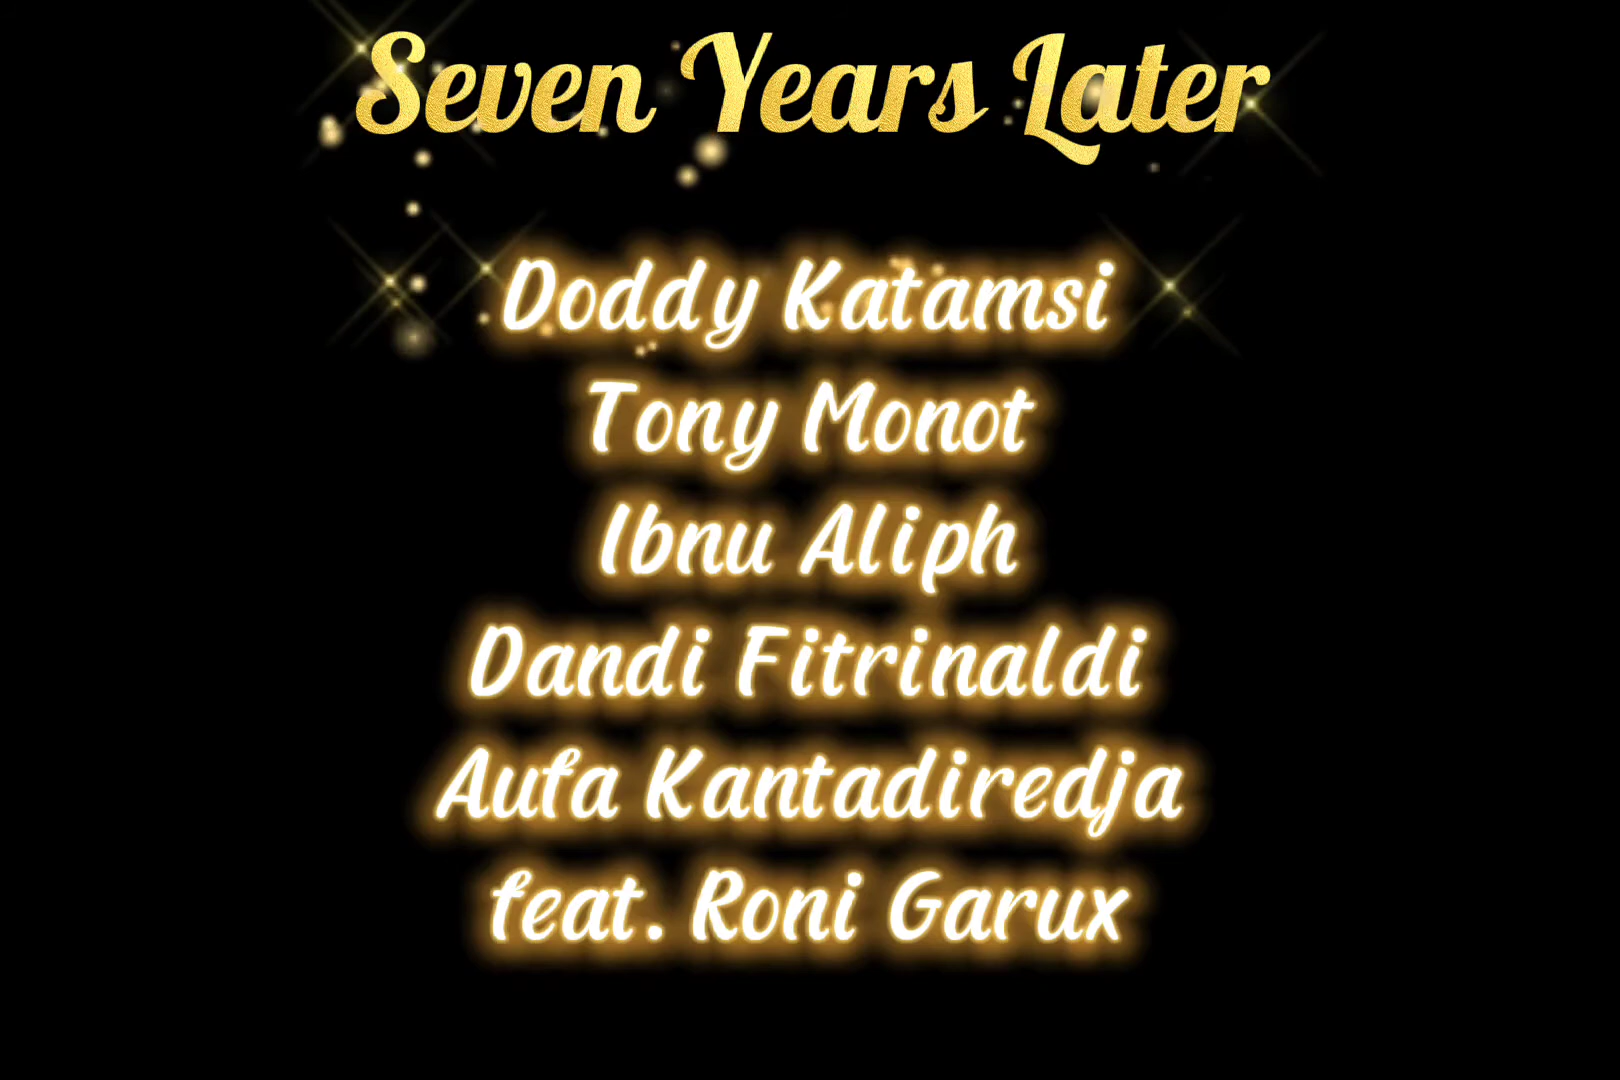 Seven Years Later
Doddy Katamsi
Tony Monot
Ibnu Aliph
Dandi Fitrinaldi
Aufa Kantadiredja
feat. Roni Garux